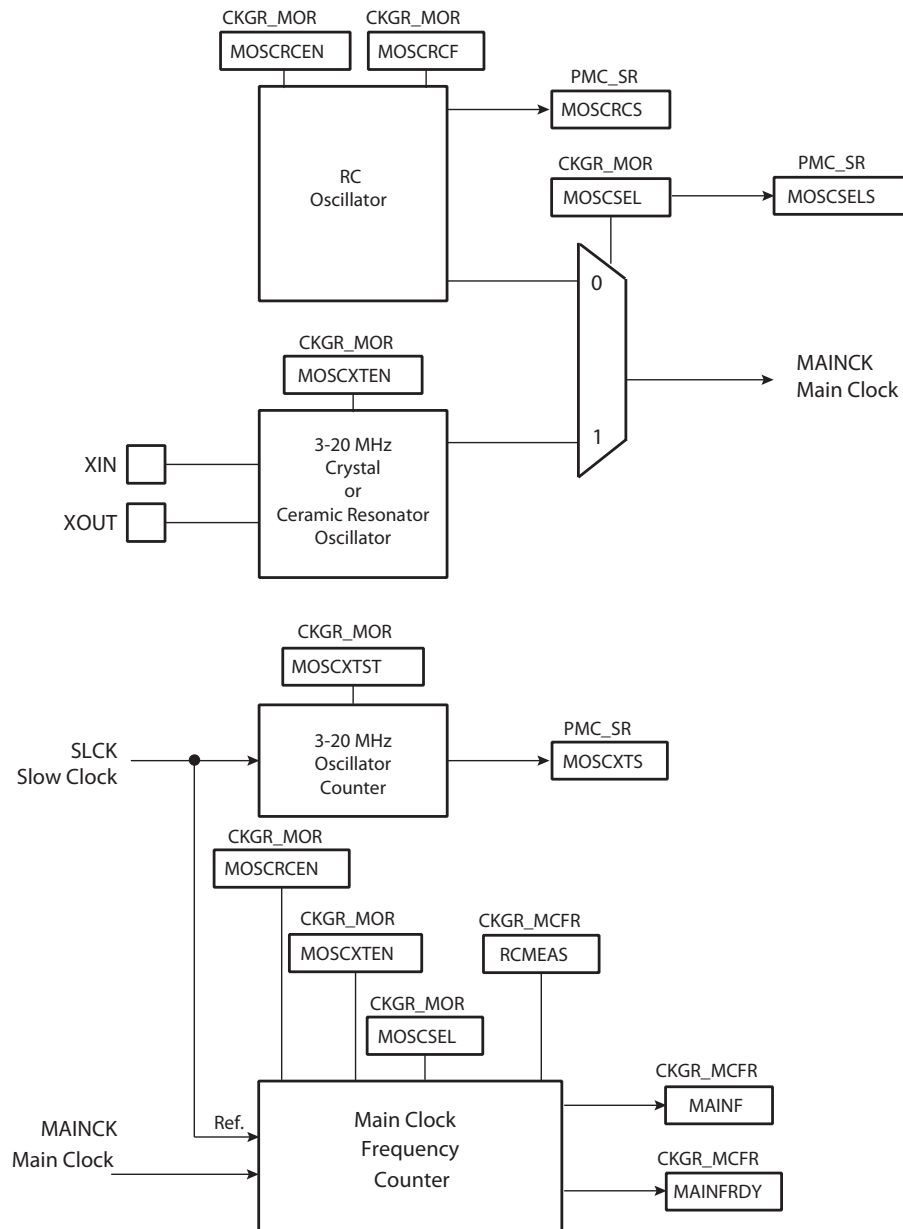 CKGR_MOR
CKGR_MOR
MOSCRCEN
MOSCRCF
PMC_SR
MOSCRCS
RC
Oscillator
CKGR_MOR
PMC_SR
MOSCSEL
MOSCSELS
0
CKGR_MOR
MOSCXTEN
MAINCK
Main Clock
3-20 MHz
Crystal
or
Ceramic Resonator
Oscillator
1
XIN
XOUT
CKGR_MOR
MOSCXTST
SLCK
Slow Clock
3-20 MHz
Oscillator
Counter
PMC_SR
MOSCXTS
CKGR_MOR
MOSCRCEN
CKGR_MOR
MOSCXTEN
CKGR_MCFR
RCMEAS
CKGR_MOR
MOSCSEL
CKGR_MCFR
MAINF
Ref.
MAINCK
Main Clock
Main Clock
Frequency
Counter
CKGR_MCFR
MAINFRDY